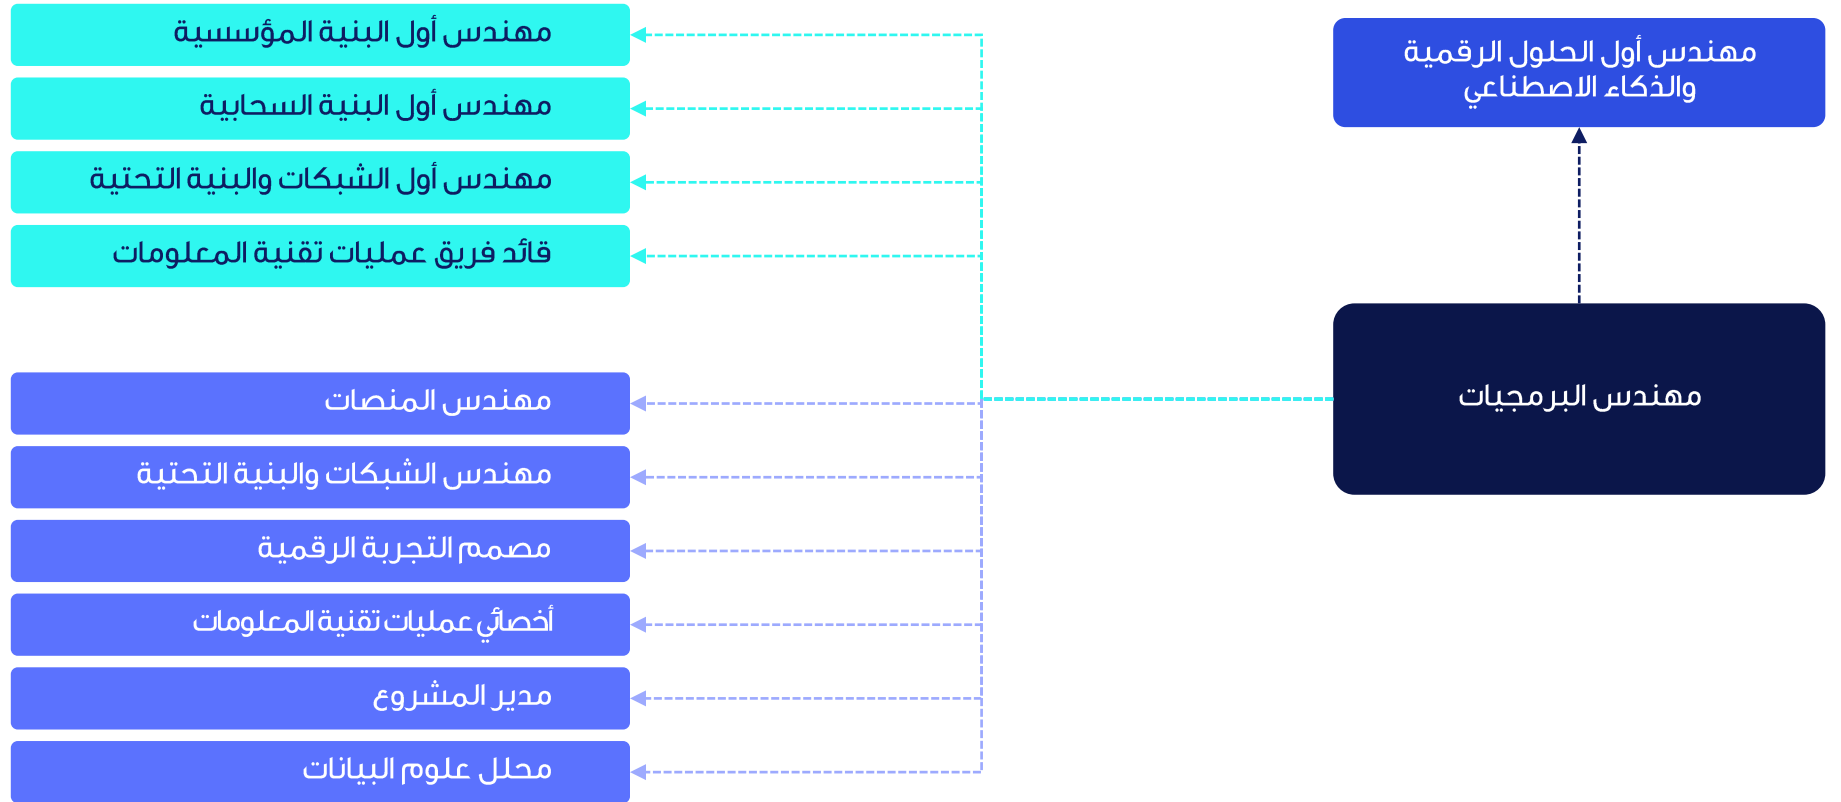 مهندس أول الحلول الرقمية
والذكاء الاصطناعي
مهندس البرمجيات
مهندس أول البنية المؤسسية
مهندس أول البنية السحابية
مهندس أول الشبكات والبنية التحتية
قائد فريق عمليات تقنية المعلومات
مهندس المنصات
مهندس الشبكات والبنية التحتية
مصمم التجربة الرقمية
أخصائي عمليات تقنية المعلومات
مدير المشروع
محلل علوم البيانات